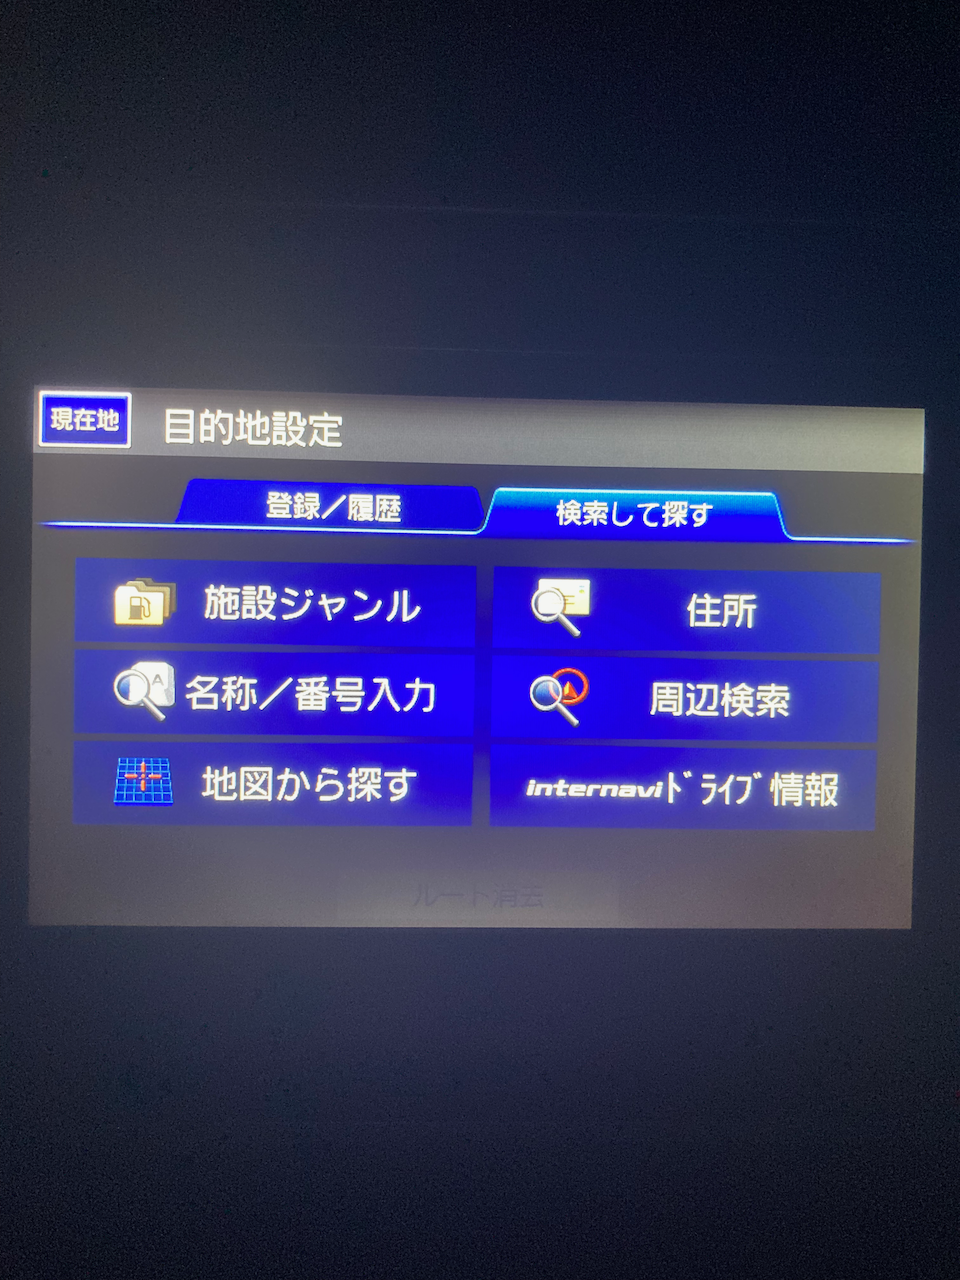 現在地
目的地設定
登録／履歴
検索して探す
施設ジャンル
住所
名称／番号入力
周辺検索
地図から探す
internaviﾄﾞﾗｲﾌﾞ情報
ルート消去